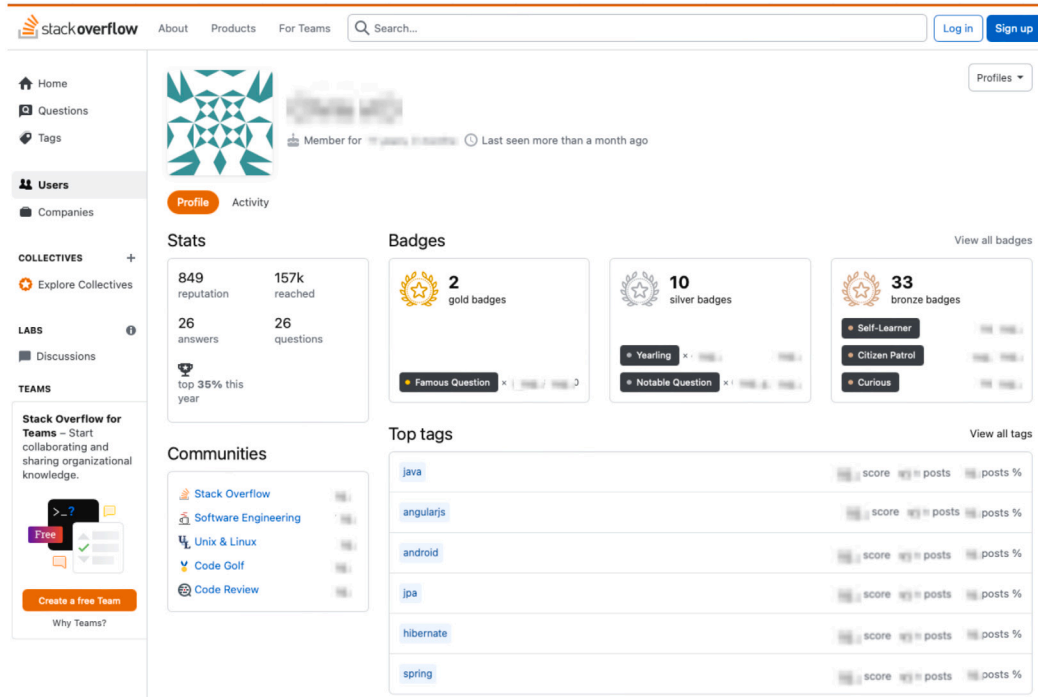 stackoverflow
About
Products
For Teams
Search...
Log in
Sign up
Home
Questions
Tags
Users
Companies
COLLECTIVES
+
Explore Collectives
LABS
Discussions
TEAMS
Stack Overflow for
Teams – Start
collaborating and
sharing organizational
knowledge.
>_?
Free
Create a free Team
Why Teams?
Profiles
Member for
Last seen more than a month ago
Profile
Activity
Stats
849
reputation
157k
reached
26
answers
26
questions
top 35% this
year
Communities
Stack Overflow
Software Engineering
Unix & Linux
Code Golf
Code Review
Badges
View all badges
2
gold badges
Famous Question ×
10
silver badges
Yearling ×
Notable Question ×
33
bronze badges
Self-Learner
Citizen Patrol
Curious
Top tags
View all tags
java
score posts posts %
angularjs
score posts posts %
android
score posts posts %
jpa
score posts posts %
hibernate
score posts posts %
spring
score posts posts %